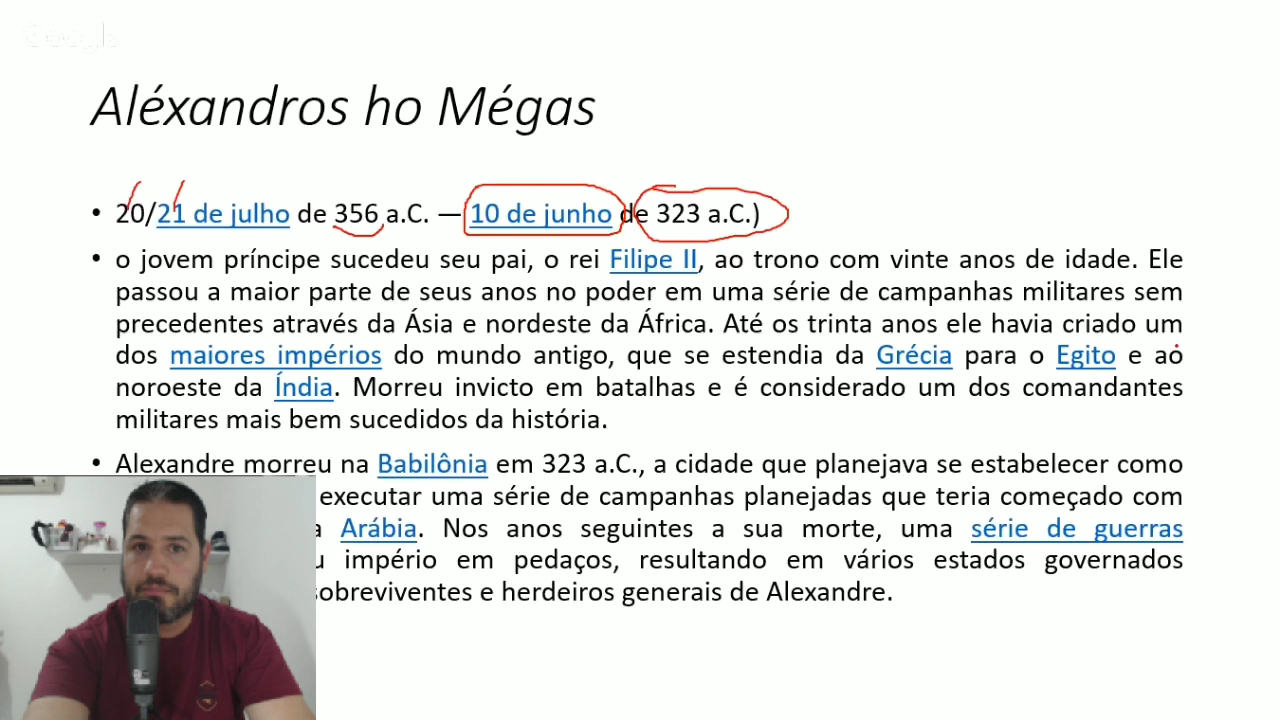 Aléxandros ho Mégas
• 20/21 de julho de 356 a.C. — 10 de junho de 323 a.C.)
• o jovem príncipe sucedeu seu pai, o rei Filipe II, ao trono com vinte anos de idade. Ele
passou a maior parte de seus anos no poder em uma série de campanhas militares sem
precedentes através da Ásia e nordeste da África. Até os trinta anos ele havia criado um
dos maiores impérios do mundo antigo, que se estendia da Grécia para o Egito e ao
noroeste da Índia. Morreu invicto em batalhas e é considerado um dos comandantes
militares mais bem sucedidos da história.
• Alexandre morreu na Babilônia em 323 a.C., a cidade que planejava se estabelecer como
executar uma série de campanhas planejadas que teria começado com
a Arábia. Nos anos seguintes a sua morte, uma série de guerras
império em pedaços, resultando em vários estados governados
sobreviventes e herdeiros generais de Alexandre.